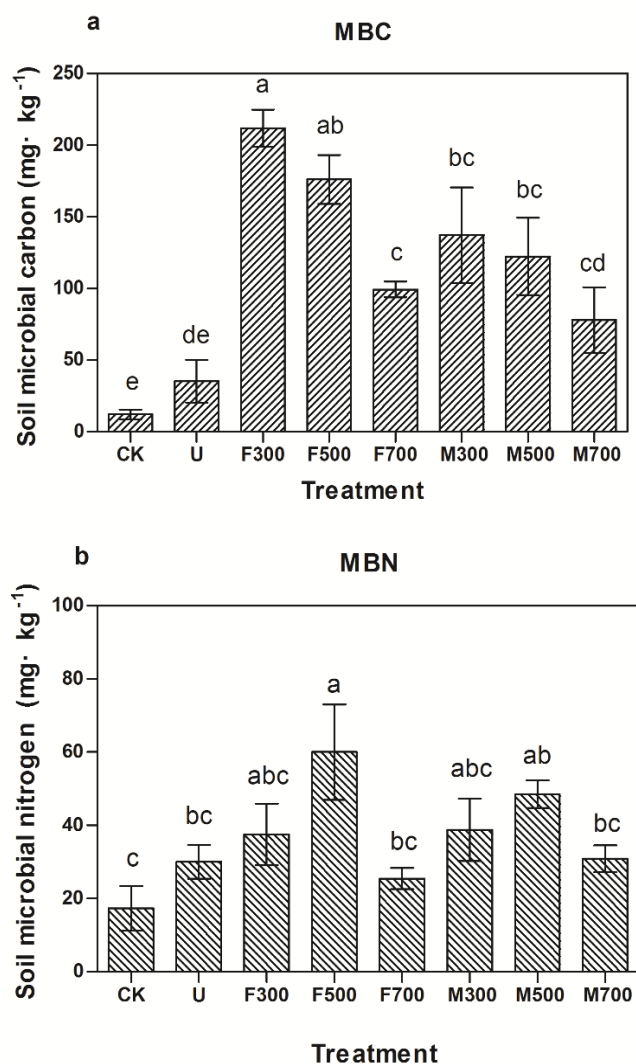 a
MBC
Soil microbial carbon (mg· kg⁻¹)
250
200
150
100
50
0
a
ab
bc
bc
c
cd
de
e
CK U F300 F500 F700 M300 M500 M700
Treatment
b
MBN
Soil microbial nitrogen (mg· kg⁻¹)
100
80
60
40
20
0
a
ab
abc
abc
bc
bc
bc
c
CK U F300 F500 F700 M300 M500 M700
Treatment